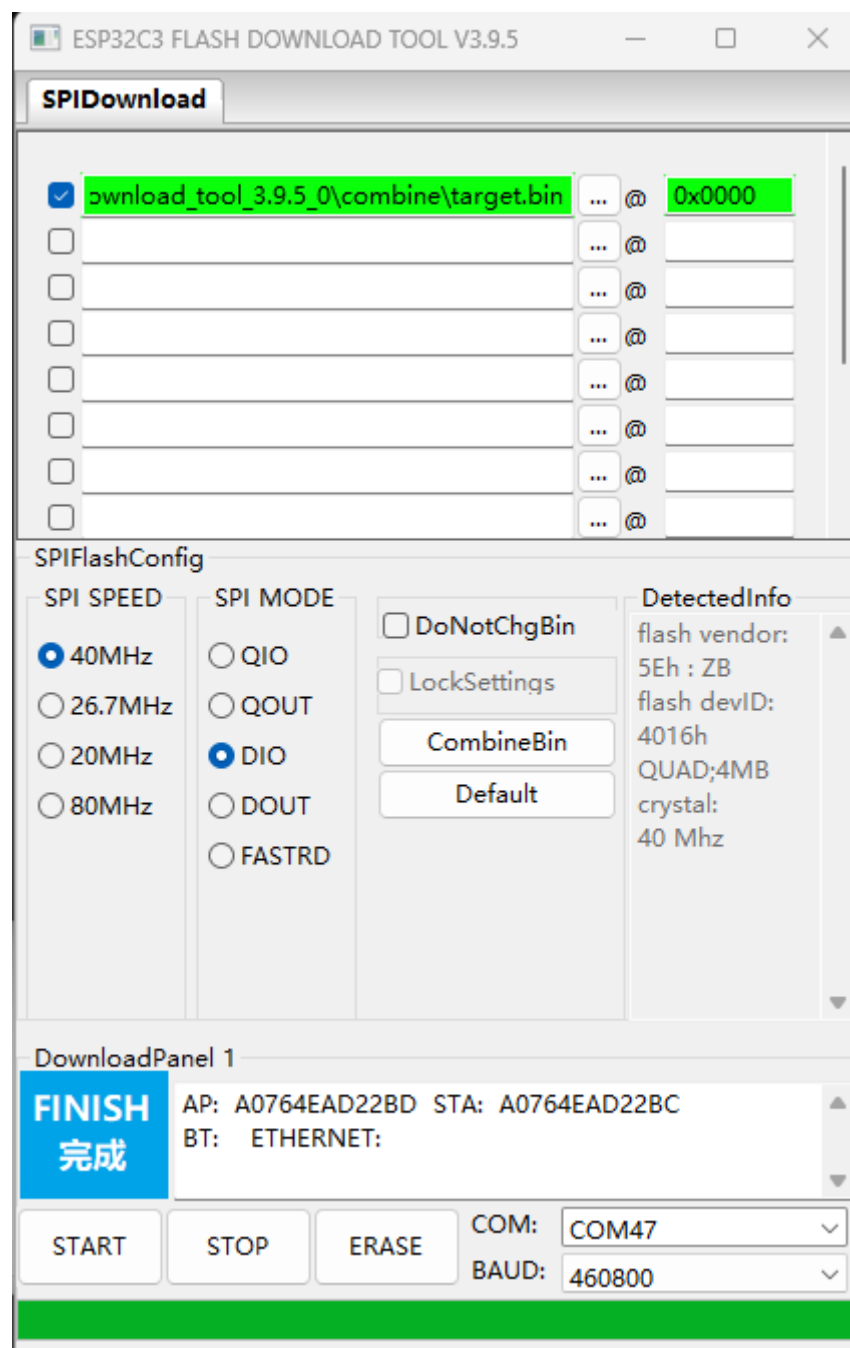 ESP32C3 FLASH DOWNLOAD TOOL V3.9.5
SPIDownload
ownload_tool_3.9.5_0\combine\target.bin ... @ 0x0000
... @
... @
... @
... @
... @
... @
... @
SPIFlashConfig
SPI SPEED
40MHz
26.7MHz
20MHz
80MHz
SPI MODE
QIO
QOUT
DIO
DOUT
FASTRD
DoNotChgBin
LockSettings
CombineBin
Default
DetectedInfo
flash vendor:
5Eh : ZB
flash devID:
4016h
QUAD;4MB
crystal:
40 Mhz
DownloadPanel 1
FINISH
完成
AP: A0764EAD22BD STA: A0764EAD22BC
BT: ETHERNET:
START
STOP
ERASE
COM: COM47
BAUD: 460800